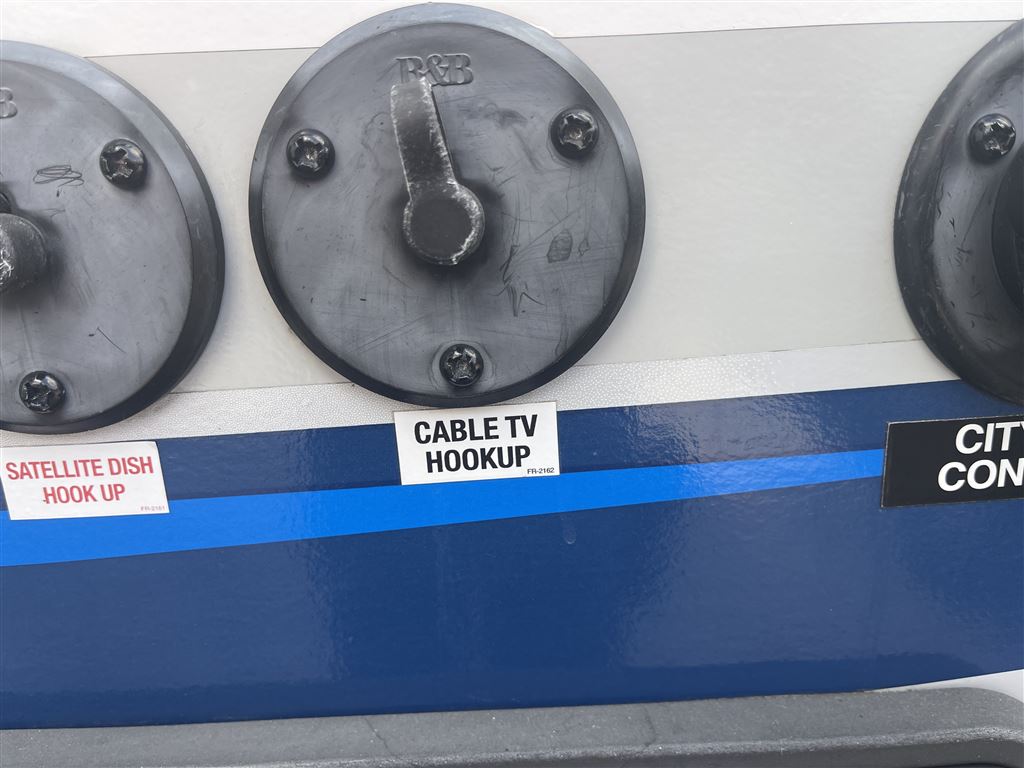 B
R&B
SATELLITE DISH
HOOK UP
FR-2161
CABLE TV
HOOKUP
FR-2162
CITY
CON